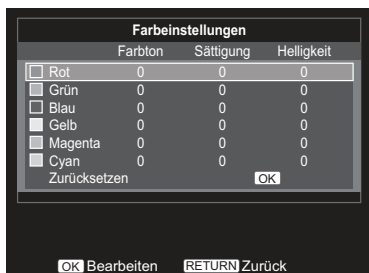 Farbeinstellungen
Farbton Sättigung Helligkeit
Rot 0 0 0
Grün 0 0 0
Blau 0 0 0
Gelb 0 0 0
Magenta 0 0 0
Cyan 0 0 0
Zurücksetzen OK
OK Bearbeiten RETURN Zurück